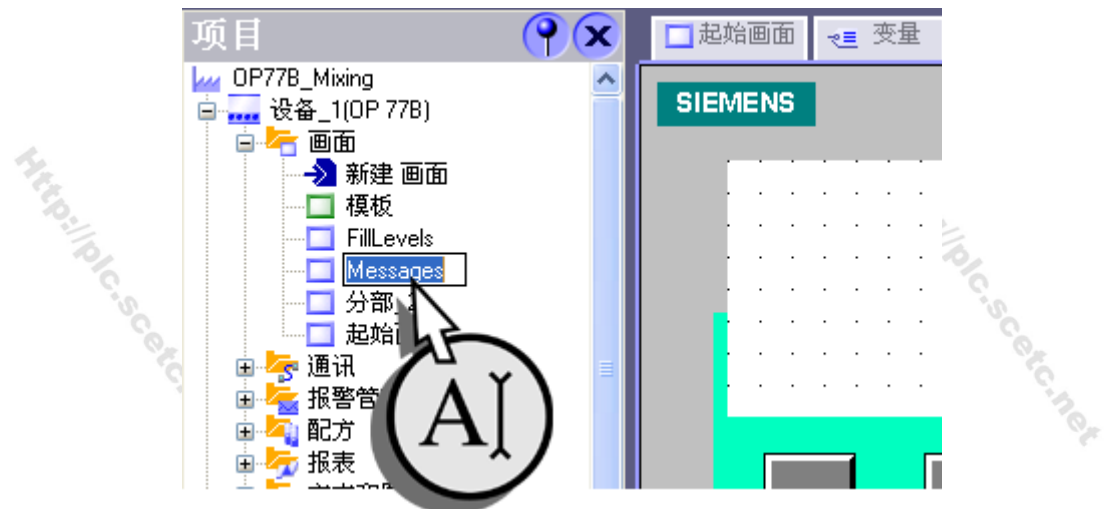 项目
起始画面
变量
OP77B_Mixing
SIEMENS
设备_1(OP 77B)
画面
新建 画面
模板
FillLevels
Messages
分部_
起始
通讯
报警管
配方
报表
A
Http://plc.scetc.
://plc.scetc.net